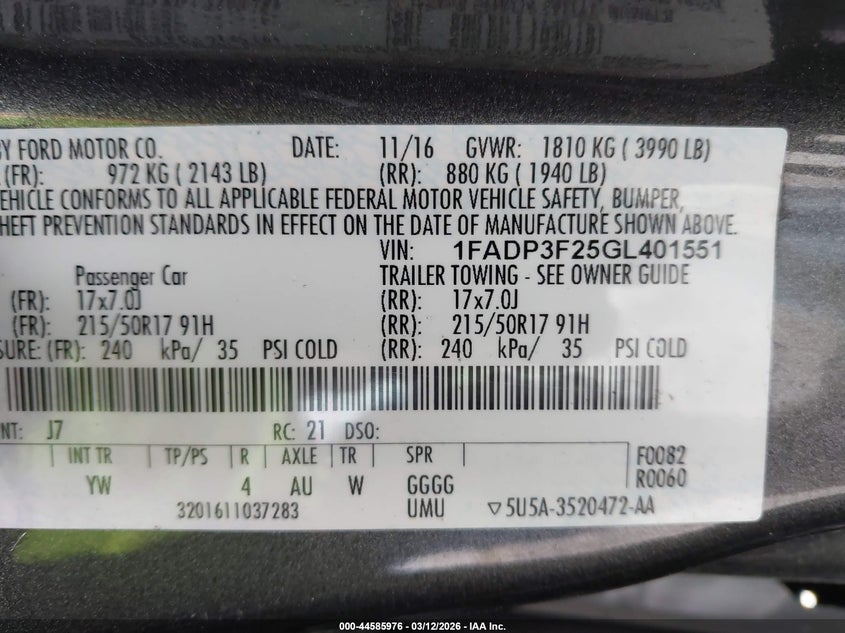 BY FORD MOTOR CO. DATE: 11/16 GVWR: 1810 KG ( 3990 LB)
(FR): 972 KG ( 2143 LB) (RR): 880 KG ( 1940 LB)
VEHICLE CONFORMS TO ALL APPLICABLE FEDERAL MOTOR VEHICLE SAFETY, BUMPER,
HEFT PREVENTION STANDARDS IN EFFECT ON THE DATE OF MANUFACTURE SHOWN ABOVE.
VIN: 1FADP3F25GL401551
Passenger Car TRAILER TOWING - SEE OWNER GUIDE
(FR): 17x7.0J (RR): 17x7.0J
(FR): 215/50R17 91H (RR): 215/50R17 91H
SURE: (FR): 240 kPa/ 35 PSI COLD (RR): 240 kPa/ 35 PSI COLD
NT: J7 RC: 21 DSO:
INT TR TP/PS R AXLE TR SPR F0082
YW 4 AU W GGGG R0060
3201611037283 UMU ▽5U5A-3520472-AA
000-44585976 - 03/12/2026 - IAA Inc.